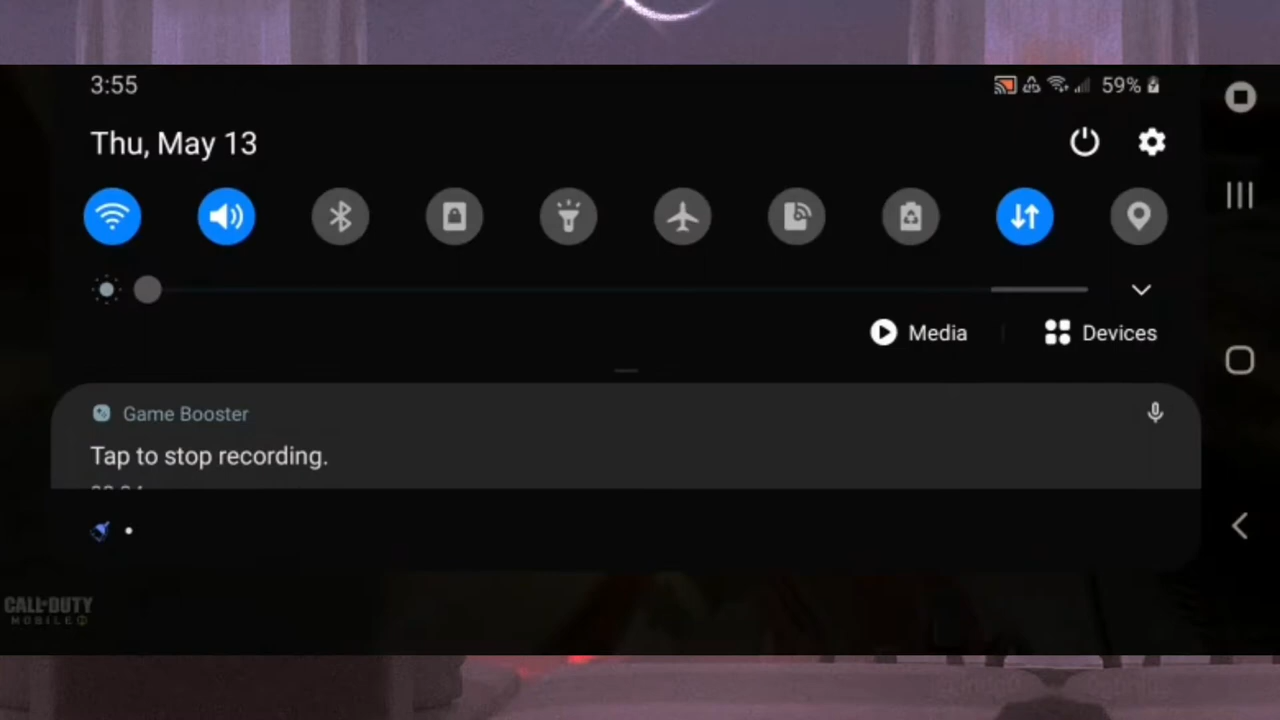 3:55
59%
Thu, May 13
Media
Devices
Game Booster
Tap to stop recording.
CALL OF DUTY
MOBILE